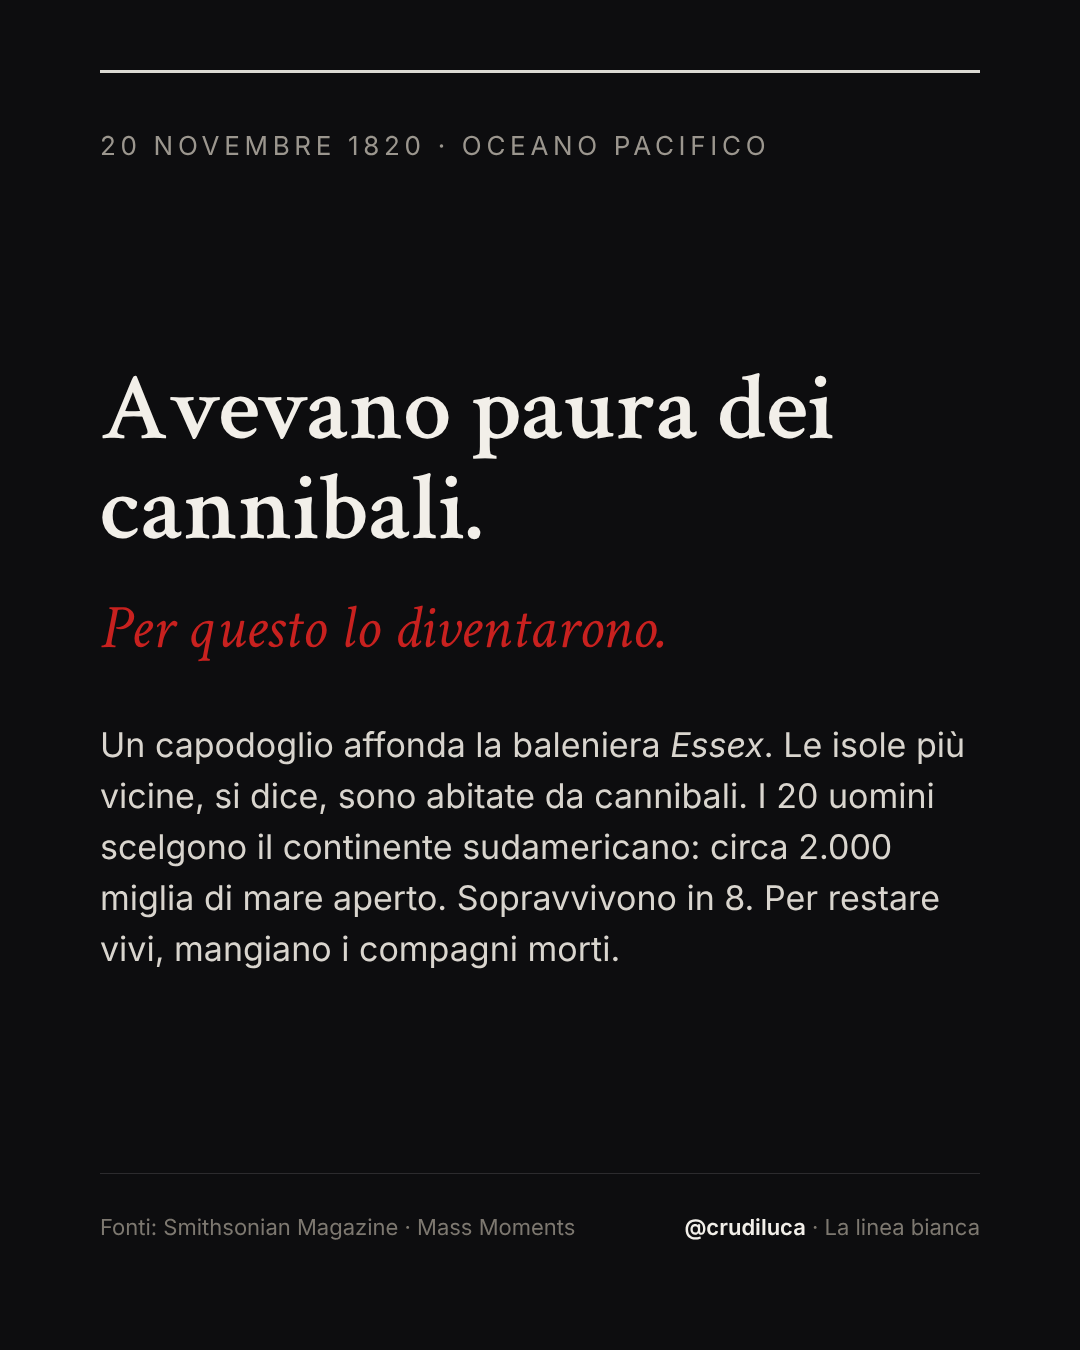 20 NOVEMBRE 1820 · OCEANO PACIFICO
Avevano paura dei
cannibali.
Per questo lo diventarono.
Un capodoglio affonda la baleniera Essex. Le isole più
vicine, si dice, sono abitate da cannibali. I 20 uomini
scelgono il continente sudamericano: circa 2.000
miglia di mare aperto. Sopravvivono in 8. Per restare
vivi, mangiano i compagni morti.
Fonti: Smithsonian Magazine · Mass Moments
@crudiluca · La linea bianca